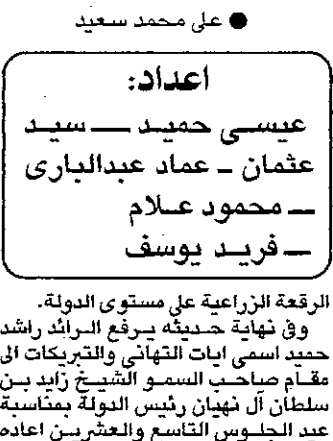 ● على محمد سعيد
اعداد:
عيسى حميد ـ سيد
عثمان ـ عماد عبدالبارى
ـ محمود علام
ـ فريد يوسف
الرقعة الزراعية على مستوى الدولة.
وفى نهاية حديثه يرفع الرائد راشد
حميد اسمى ايات التهاني والتبريكات الى
مقام صاحب السمو الشيخ زايد بن
سلطان آل نهيان رئيس الدولة بمناسبة
عيد الجلوس التاسع والعشرين اعاده